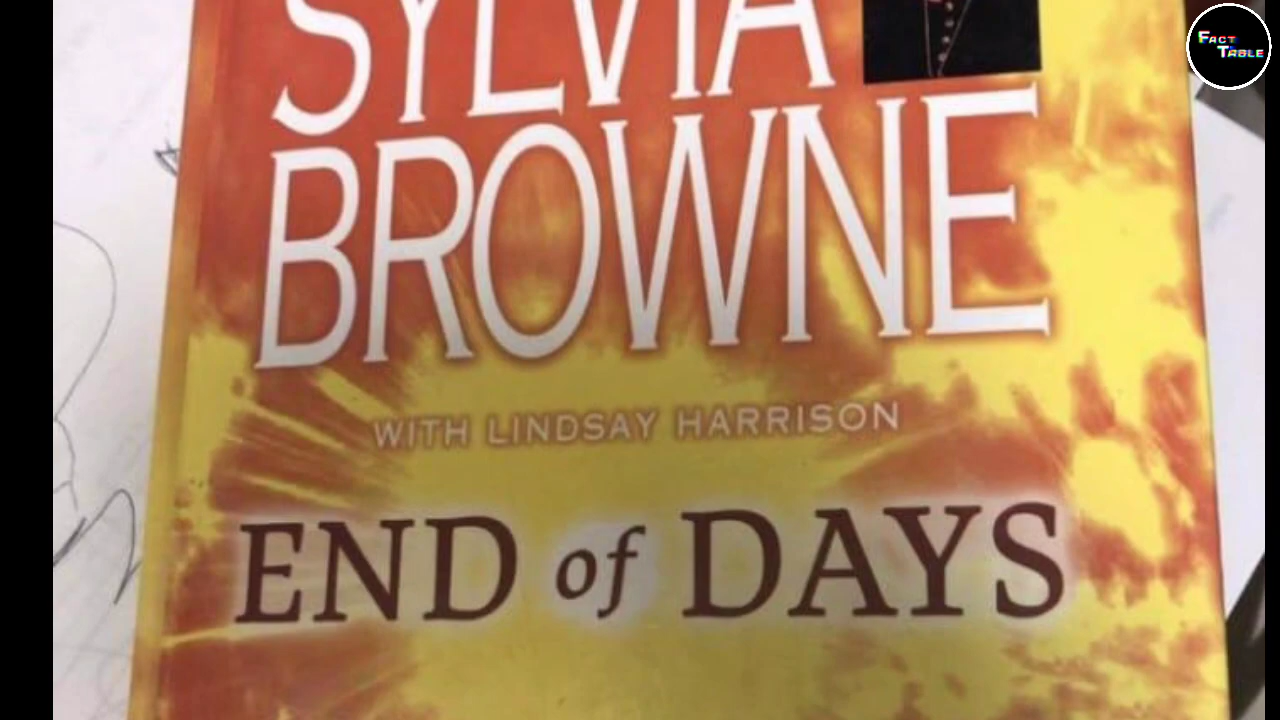 SYLVIA
BROWNE
WITH LINDSAY HARRISON
END of DAYS
FACT
TABLE